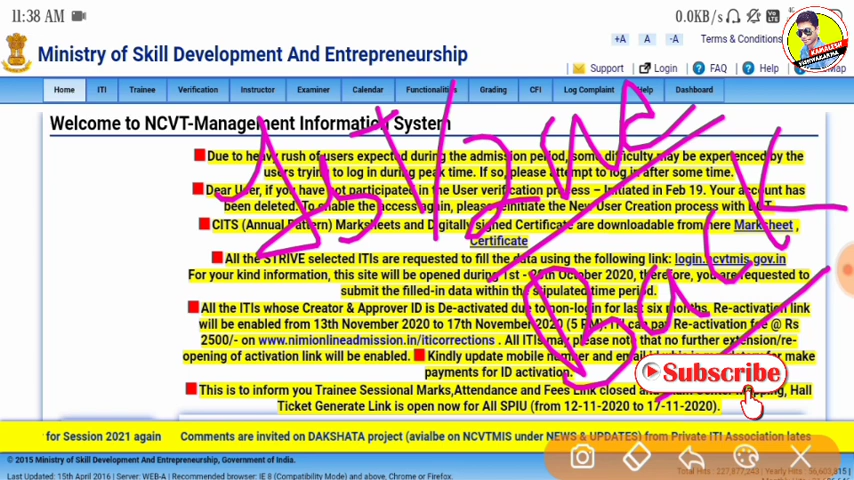 11:38 AM 0.0KB/s
+A A -A Terms & Conditions
Ministry of Skill Development And Entrepreneurship
Support Login FAQ Help Map
KAMALESH
VISHWAKARMA
Home ITI Trainee Verification Instructor Examiner Calendar Functionalities Grading CFI Log Complaint Help Dashboard
Welcome to NCVT-Management Information System
Due to heavy rush of users expected during the admission period, some difficulty may be experienced by the
users trying to log in during peak time. If so, please attempt to log in after some time.
Dear User, if you have not participated in the User verification process – Initiated in Feb 19. Your account has
been deleted. To enable the access again, please reinitiate the New User Creation process with DGT.
CITS (Annual Pattern) Marksheets and Digitally signed Certificate are downloadable from here Marksheet ,
Certificate
All the STRIVE selected ITIs are requested to fill the data using the following link: login.ncvtmis.gov.in
For your kind information, this site will be opened during 1st - 20th October 2020, therefore, you are requested to
submit the filled-in data within the stipulated time period.
All the ITIs whose Creator & Approver ID is De-activated due to non-login for last six months. Re-activation link
will be enabled from 13th November 2020 to 17th November 2020 (5 PM). ITI can pay Re-activation fee @ Rs
2500/- on www.nimionlineadmission.in/iticorrections . All ITIs please note that no further extension/re-
opening of activation link will be enabled. Kindly update mobile number and email for make
payments for ID activation.
Subscribe
This is to inform you Trainee Sessional Marks,Attendance and Fees Link closed and Hall
Ticket Generate Link is open now for All SPIU (from 12-11-2020 to 17-11-2020).
for Session 2021 again Comments are invited on DAKSHATA project (avialbe on NCVTMIS under NEWS & UPDATES) from Private ITI Association lates
© 2015 Ministry of Skill Development And Entrepreneurship, Government of India.
Last Updated: 15th April 2016 | Server: WEB-A | Recommended browser: IE 8 (Compatibility Mode) and above, Chrome or Firefox.
Total Hits: 227,877,243 | Yearly Hits: 56,603,815
Back